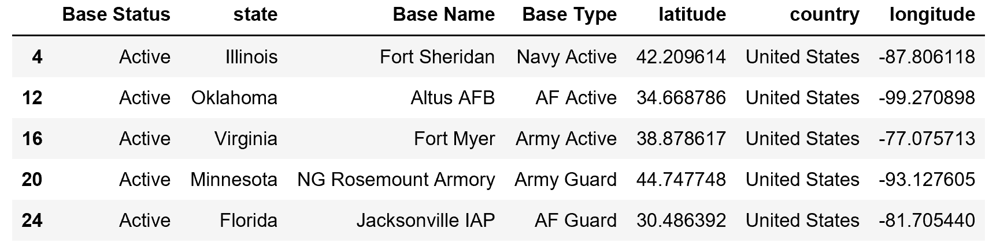 Base Status state Base Name Base Type latitude country longitude
4 Active Illinois Fort Sheridan Navy Active 42.209614 United States -87.806118
12 Active Oklahoma Altus AFB AF Active 34.668786 United States -99.270898
16 Active Virginia Fort Myer Army Active 38.878617 United States -77.075713
20 Active Minnesota NG Rosemount Armory Army Guard 44.747748 United States -93.127605
24 Active Florida Jacksonville IAP AF Guard 30.486392 United States -81.705440